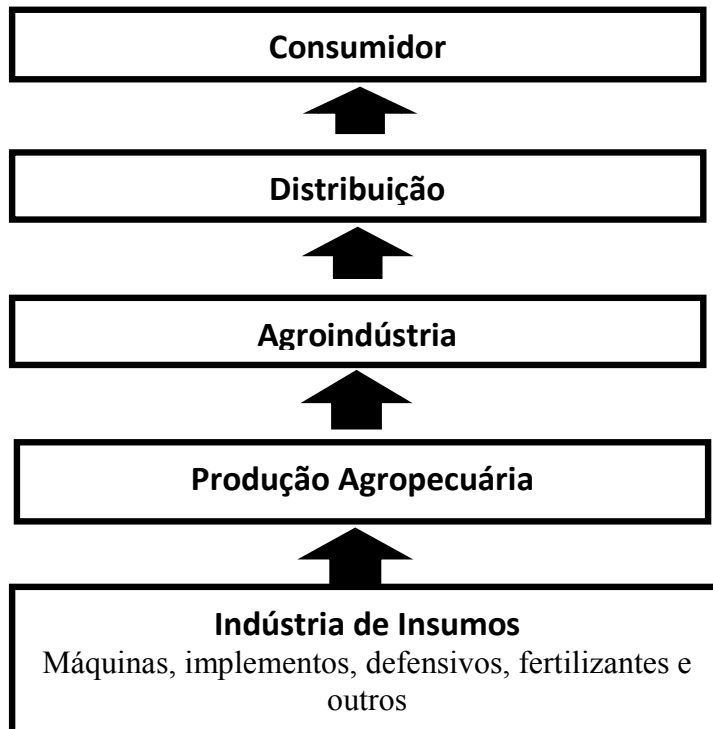 Consumidor
Distribuição
Agroindústria
Produção Agropecuária
Indústria de Insumos
Máquinas, implementos, defensivos, fertilizantes e
outros